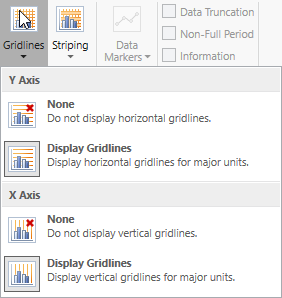 Gridlines
Striping
Data
Markers
Data Truncation
Non-Full Period
Information
Y Axis
None
Do not display horizontal gridlines.
Display Gridlines
Display horizontal gridlines for major units.
X Axis
None
Do not display vertical gridlines.
Display Gridlines
Display vertical gridlines for major units.